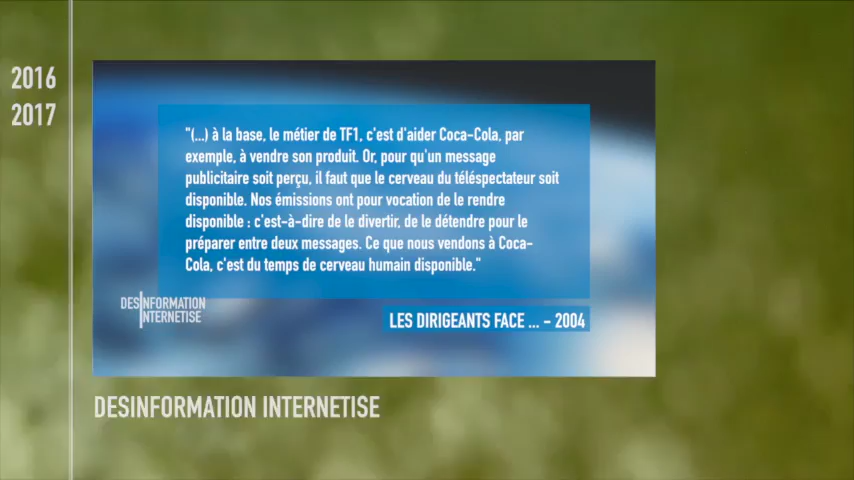 2016
2017
"(...) à la base, le métier de TF1, c'est d'aider Coca-Cola, par
exemple, à vendre son produit. Or, pour qu'un message
publicitaire soit perçu, il faut que le cerveau du téléspectateur soit
disponible. Nos émissions ont pour vocation de le rendre
disponible : c'est-à-dire de le divertir, de le détendre pour le
préparer entre deux messages. Ce que nous vendons à Coca-
Cola, c'est du temps de cerveau humain disponible."
DESINFORMATION
INTERNETISE
LES DIRIGEANTS FACE ... - 2004
DESINFORMATION INTERNETISE